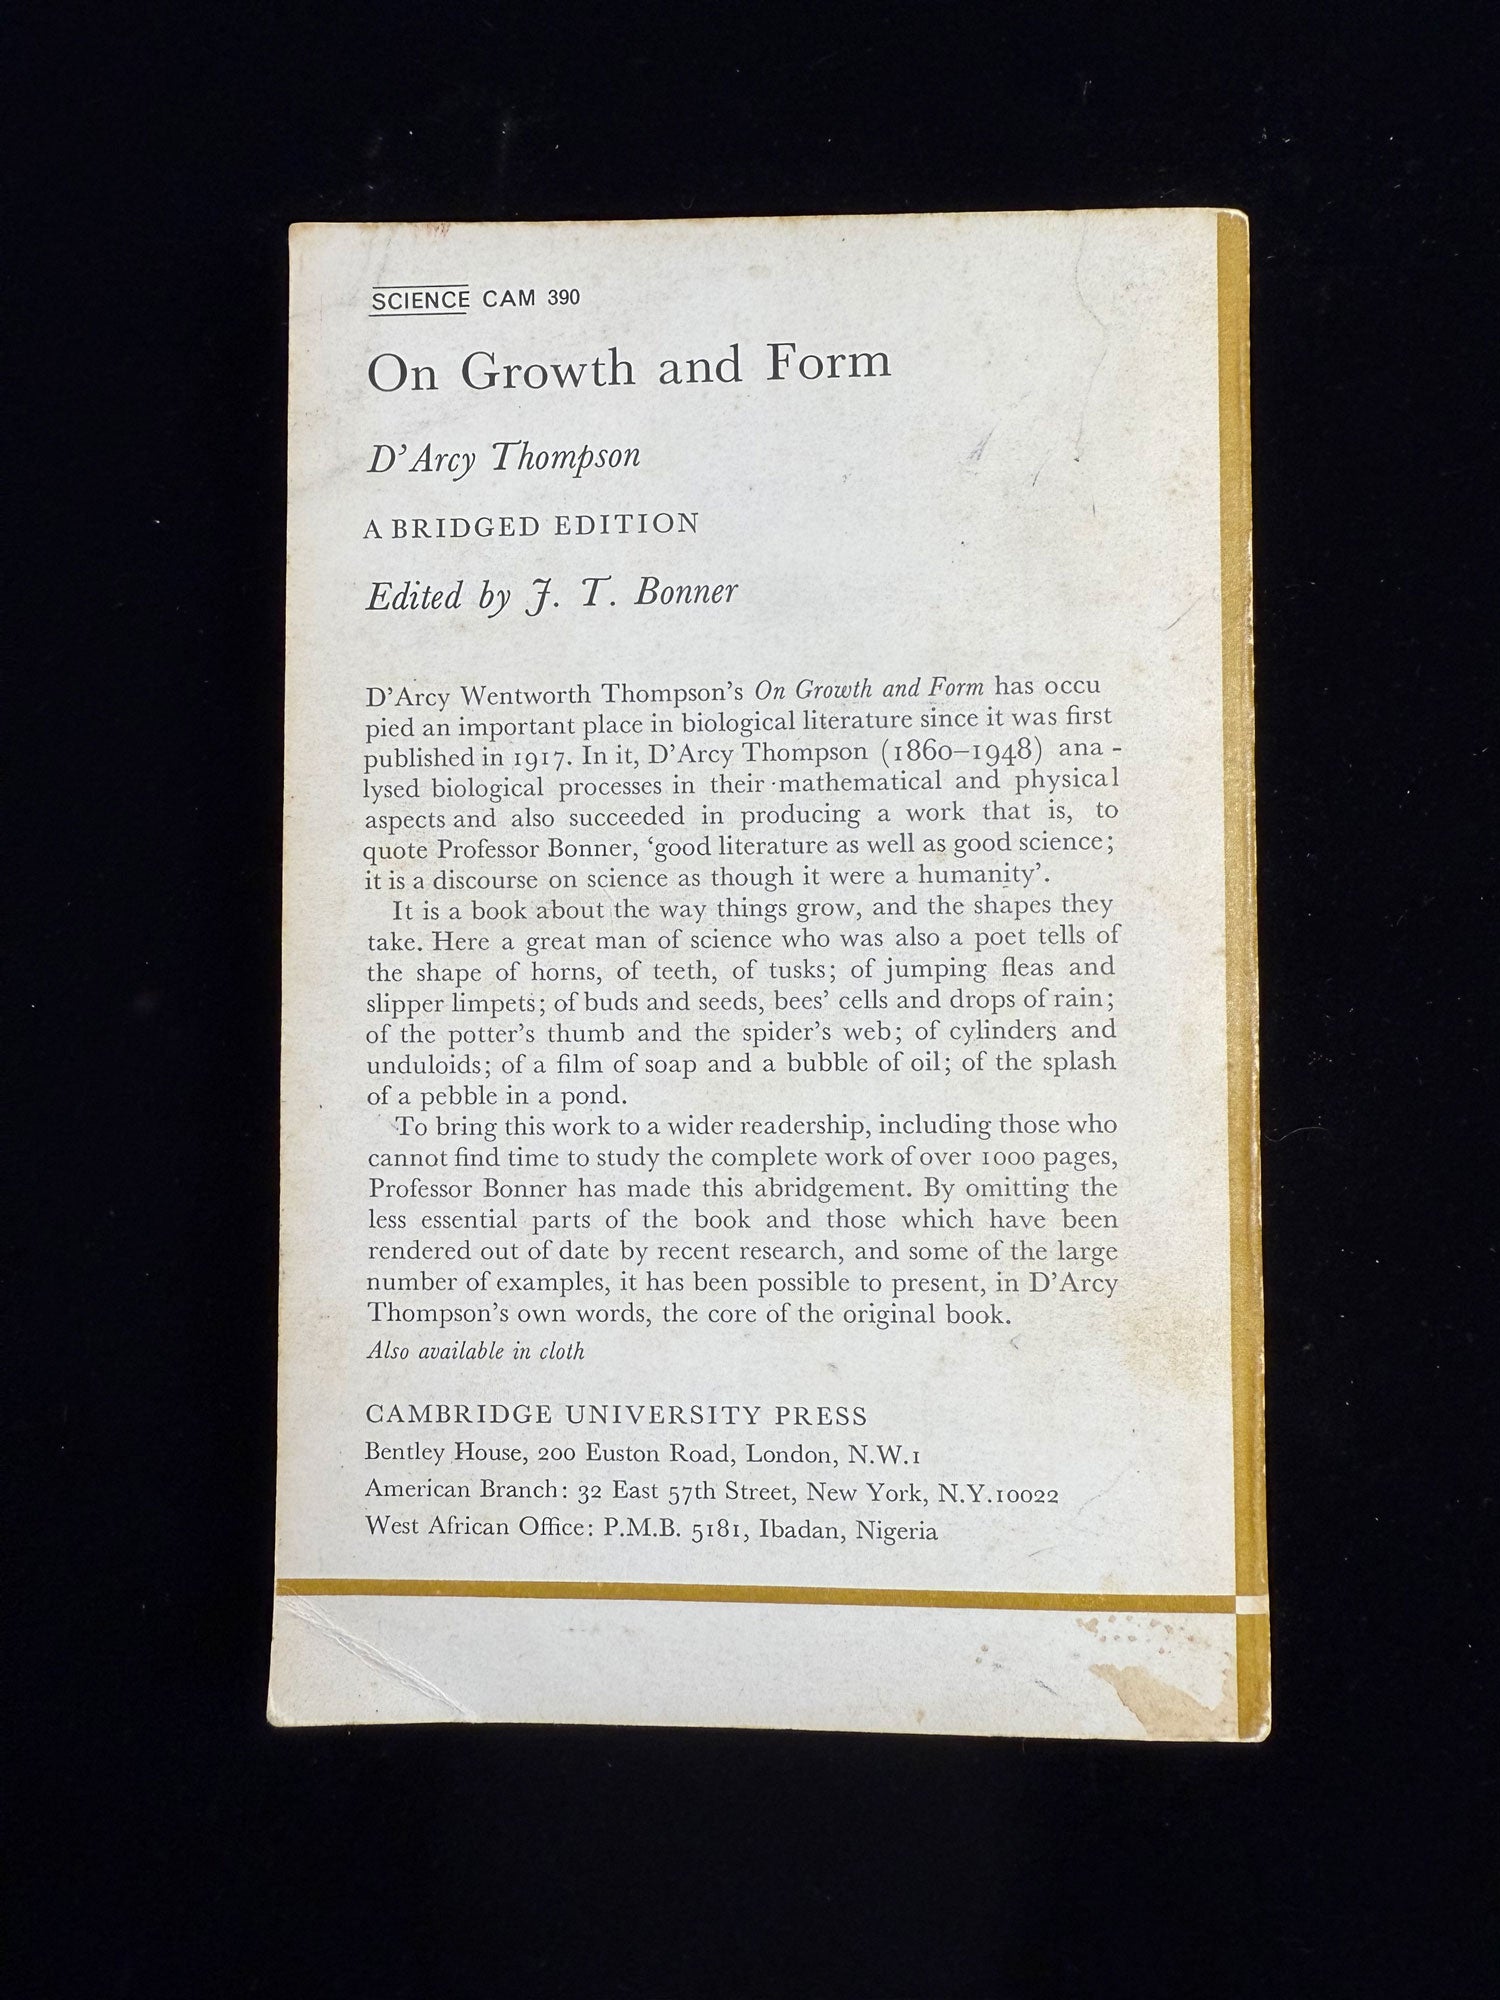 SCIENCE CAM 390
On Growth and Form
D'Arcy Thompson
ABRIDGED EDITION
Edited by J. T. Bonner
D'Arcy Wentworth Thompson's On Growth and Form has occu
pied an important place in biological literature since it was first
published in 1917. In it, D'Arcy Thompson (1860–1948) ana-
lysed biological processes in their mathematical and physical
aspects and also succeeded in producing a work that is, to
quote Professor Bonner, 'good literature as well as good science;
it is a discourse on science as though it were a humanity'.
It is a book about the way things grow, and the shapes they
take. Here a great man of science who was also a poet tells of
the shape of horns, of teeth, of tusks; of jumping fleas and
slipper limpets; of buds and seeds, bees' cells and drops of rain;
of the potter's thumb and the spider's web; of cylinders and
unduloids; of a film of soap and a bubble of oil; of the splash
of a pebble in a pond.
To bring this work to a wider readership, including those who
cannot find time to study the complete work of over 1000 pages,
Professor Bonner has made this abridgement. By omitting the
less essential parts of the book and those which have been
rendered out of date by recent research, and some of the large
number of examples, it has been possible to present, in D'Arcy
Thompson's own words, the core of the original book.
Also available in cloth
CAMBRIDGE UNIVERSITY PRESS
Bentley House, 200 Euston Road, London, N.W.1
American Branch: 32 East 57th Street, New York, N.Y.10022
West African Office: P.M.B. 5181, Ibadan, Nigeria